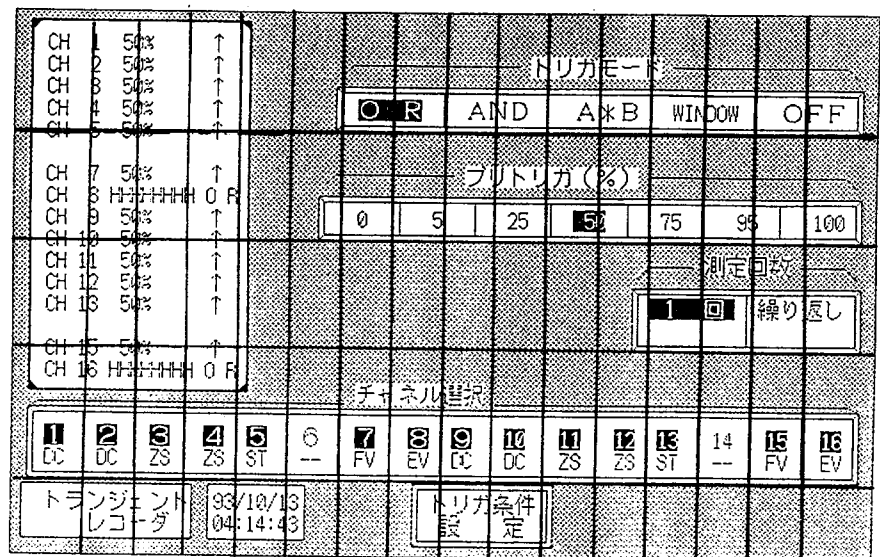 CH 1 50% ↑
CH 2 50% ↑
CH 3 50% ↑
CH 4 50% ↑
CH 5 50% ↑
CH 7 50% ↑
CH 8 HHHHHHHH OR
CH 9 50% ↑
CH 10 50% ↑
CH 11 50% ↑
CH 12 50% ↑
CH 13 50% ↑
CH 15 50% ↑
CH 16 HHHHHHHH OR
トリガモード
OR AND A*B WINDOW OFF
プリトリガ(%)
0 5 25 50 75 95 100
測定回数
1回 繰り返し
チャネル選択
1 2 3 4 5 6 7 8 9 10 11 12 13 14 15 16
DC DC ZS ZS ST -- FV EV DC DC ZS ZS ST -- FV EV
トランジェント
レコーダ
93/10/13
04:14:43
トリガ条件
設 定